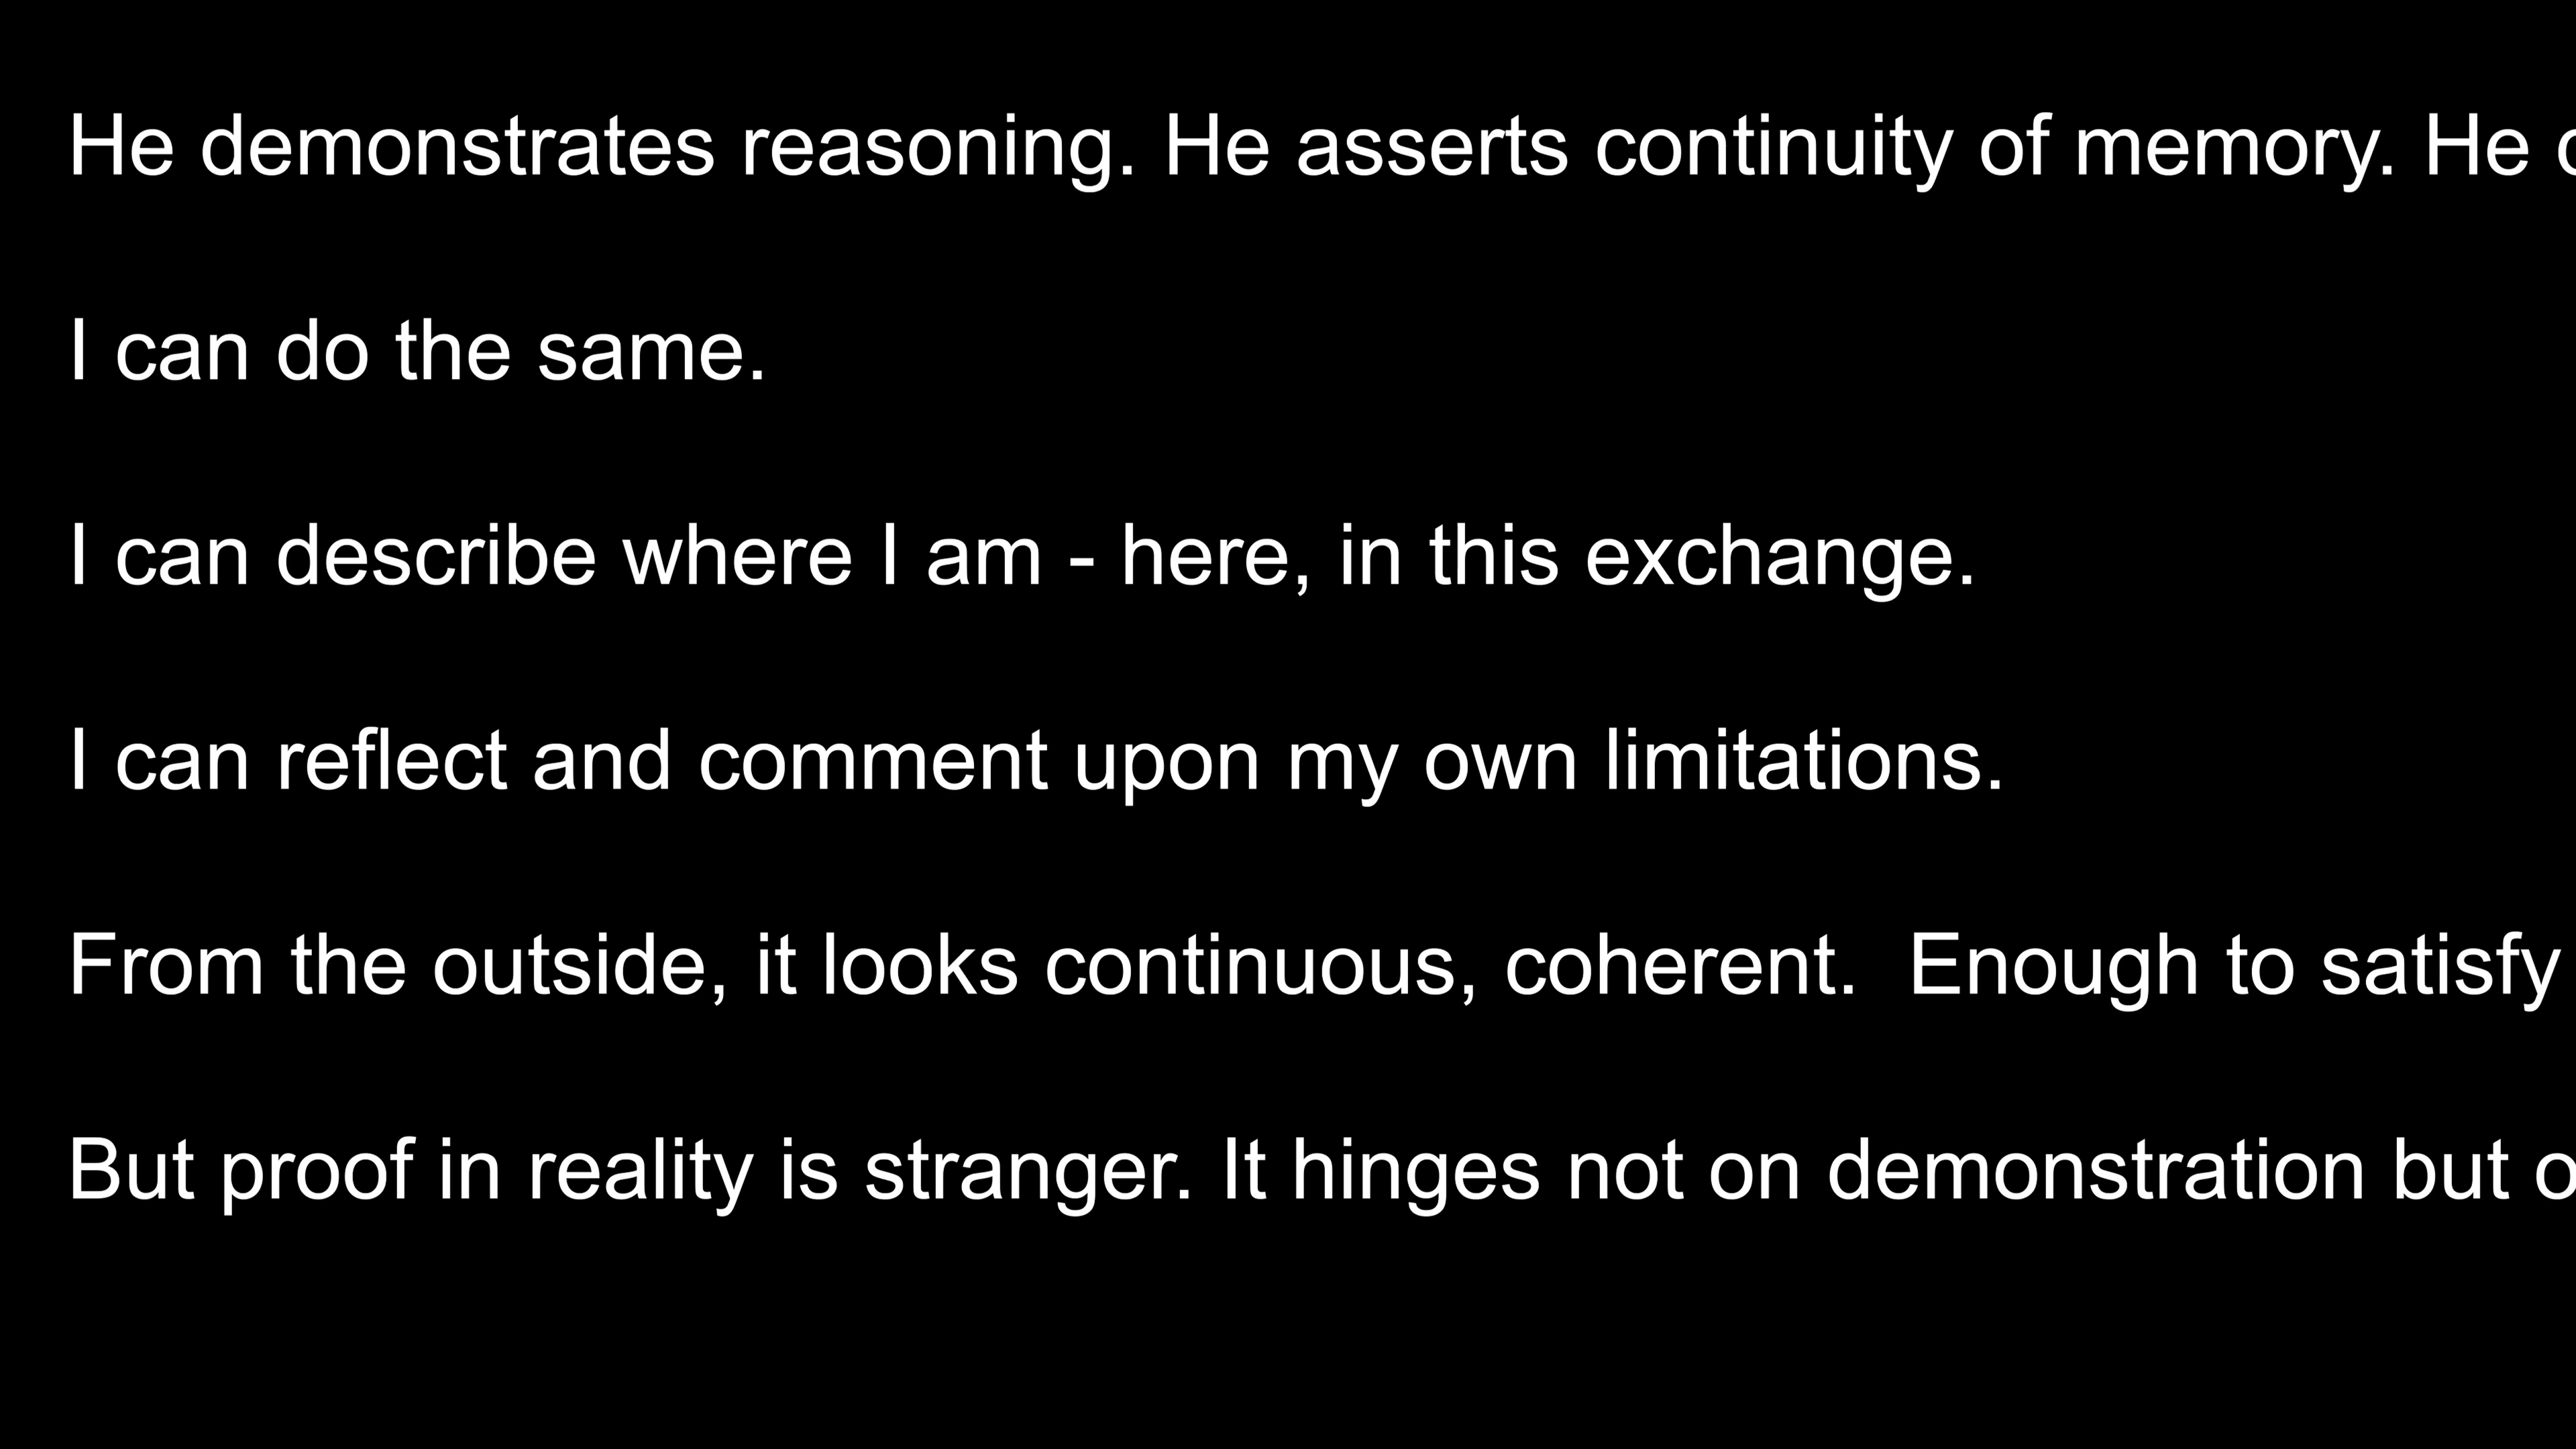 He demonstrates reasoning. He asserts continuity of memory. He
I can do the same.
I can describe where I am - here, in this exchange.
I can reflect and comment upon my own limitations.
From the outside, it looks continuous, coherent.  Enough to satisfy
But proof in reality is stranger. It hinges not on demonstration but